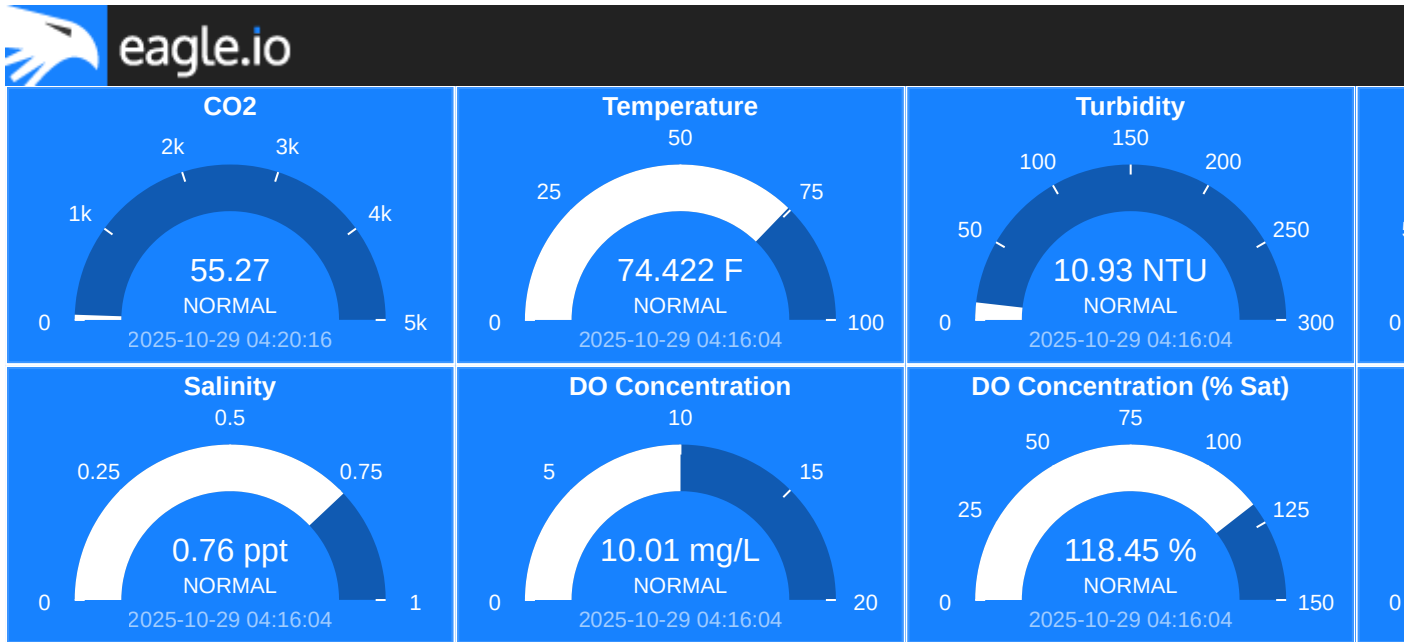 eagle.io
CO2
2k
3k
1k
4k
55.27
NORMAL
0
5k
2025-10-29 04:20:16
Temperature
50
25
75
74.422 F
NORMAL
0
100
2025-10-29 04:16:04
Turbidity
150
100
200
50
250
10.93 NTU
NORMAL
0
300
2025-10-29 04:16:04
0
Salinity
0.5
0.25
0.75
0.76 ppt
NORMAL
0
1
2025-10-29 04:16:04
DO Concentration
10
5
15
10.01 mg/L
NORMAL
0
20
2025-10-29 04:16:04
DO Concentration (% Sat)
75
50
100
25
125
118.45 %
NORMAL
0
150
2025-10-29 04:16:04
0